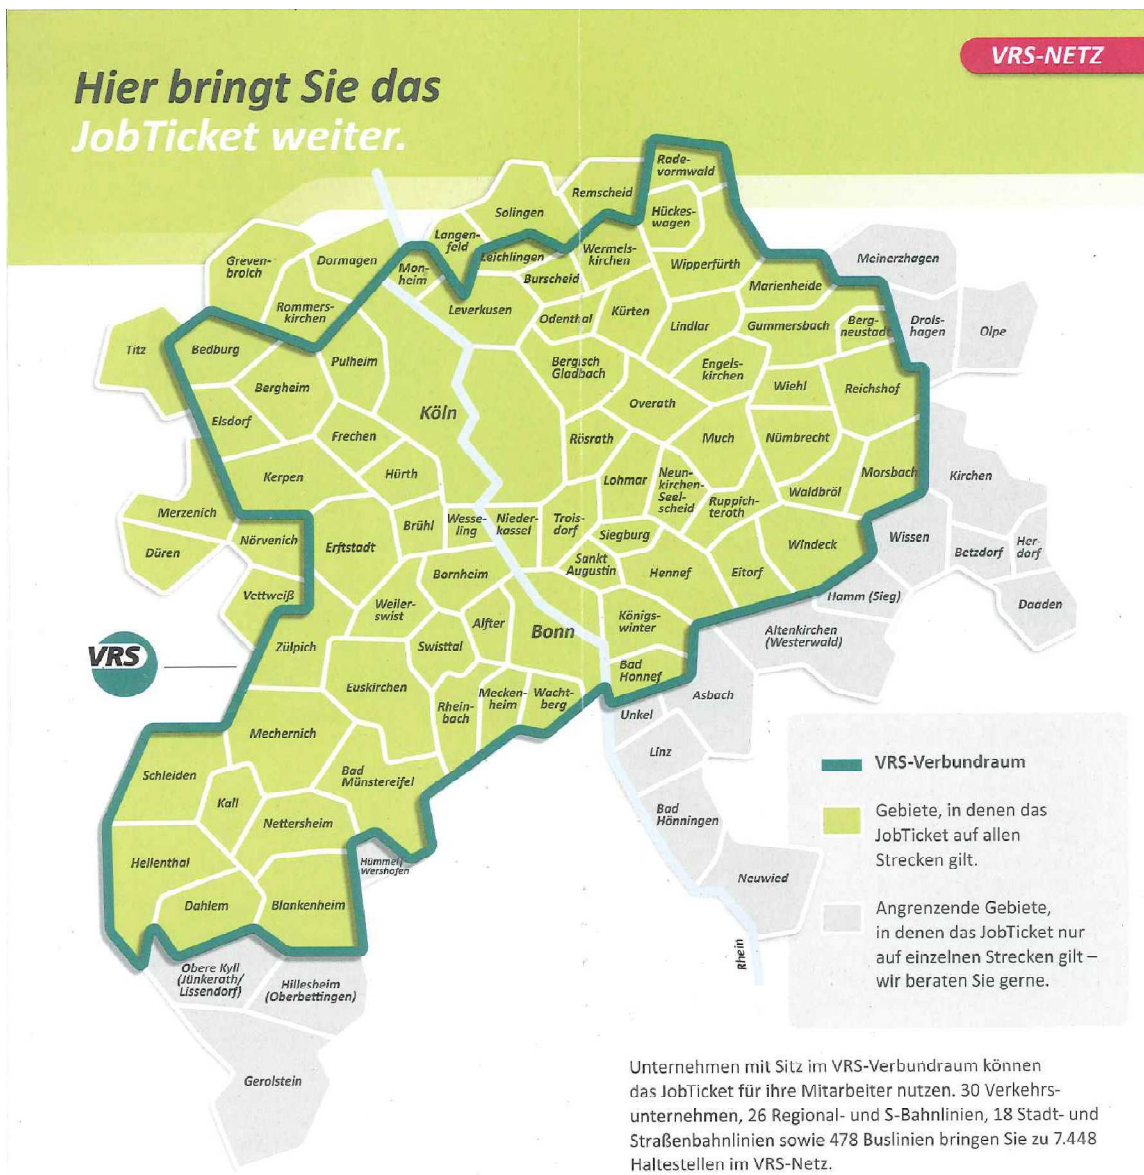 VRS-NETZ
Hier bringt Sie das
JobTicket weiter.
Rade-
vormwald
Remscheid
Solingen
Hückes-
wagen
Langen-
feld
Wermels-
kirchen
Leichlingen
Grevenbroich
Dormagen
Mon-
heim
Burscheid
Wipperfürth
Meinerzhagen
Marienheide
Rommers-
kirchen
Leverkusen
Odenthal
Kürten
Lindlar
Gummersbach
Berg-
neustadt
Drols-
hagen
Olpe
Titz
Bedburg
Pulheim
Bergisch
Gladbach
Engels-
kirchen
Bergheim
Wiehl
Reichshof
Elsdorf
Köln
Overath
Frechen
Rösrath
Much
Nümbrecht
Kerpen
Hürth
Lohmar
Neun-
kirchen-
Seel-
scheid
Morsbach
Kirchen
Waldbröl
Ruppich-
teroth
Merzenich
Brühl
Wesse-
ling
Nieder-
kassel
Trois-
dorf
Siegburg
Wissen
Düren
Nörvenich
Erftstadt
Windeck
Betzdorf
Her-
dorf
Sankt
Augustin
Bornheim
Hennef
Eitorf
Vettweiß
Hamm (Sieg)
Daaden
Weiler-
swist
Alfter
Bonn
Königs-
winter
Altenkirchen
(Westerwald)
VRS
Zülpich
Swisttal
Bad
Honnef
Euskirchen
Rhein-
bach
Mecken-
heim
Wacht-
berg
Asbach
Unkel
Mechernich
Linz
Schleiden
Bad
Münstereifel
Kall
Bad
Hönningen
Nettersheim
Hellenthal
Hümmel/
Wershofen
Neuwied
Dahlem
Blankenheim
Rhein
Obere Kyll
(Jünkerath/
Lissendorf)
Hillesheim
(Oberbettingen)
Gerolstein
VRS-Verbundraum
Gebiete, in denen das
JobTicket auf allen
Strecken gilt.
Angrenzende Gebiete,
in denen das JobTicket nur
auf einzelnen Strecken gilt –
wir beraten Sie gerne.
Unternehmen mit Sitz im VRS-Verbundraum können
das JobTicket für ihre Mitarbeiter nutzen. 30 Verkehrs-
unternehmen, 26 Regional- und S-Bahnlinien, 18 Stadt- und
Straßenbahnlinien sowie 478 Buslinien bringen Sie zu 7.448
Haltestellen im VRS-Netz.